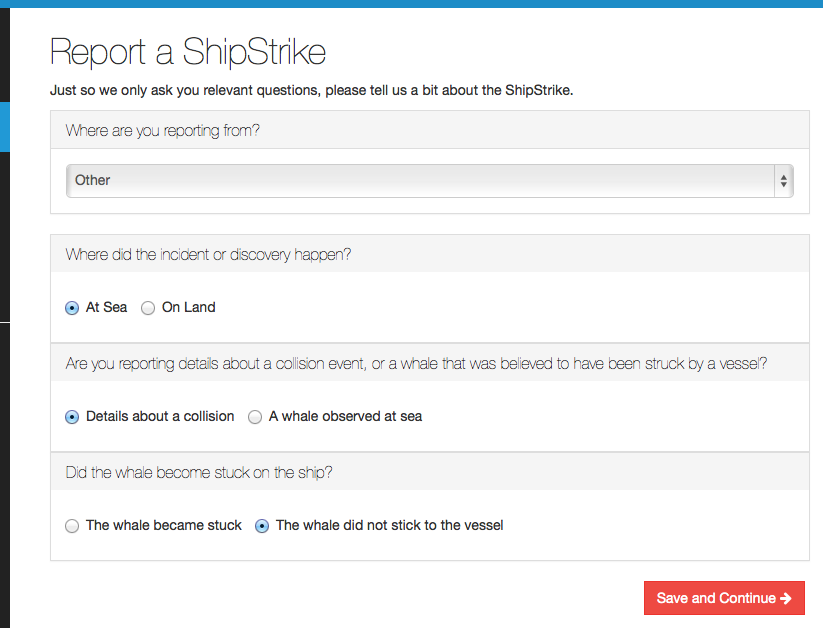 Report a ShipStrike
Just so we only ask you relevant questions, please tell us a bit about the ShipStrike.
Where are you reporting from?
Other
Where did the incident or discovery happen?
At Sea On Land
Are you reporting details about a collision event, or a whale that was believed to have been struck by a vessel?
Details about a collision A whale observed at sea
Did the whale become stuck on the ship?
The whale became stuck The whale did not stick to the vessel
Save and Continue